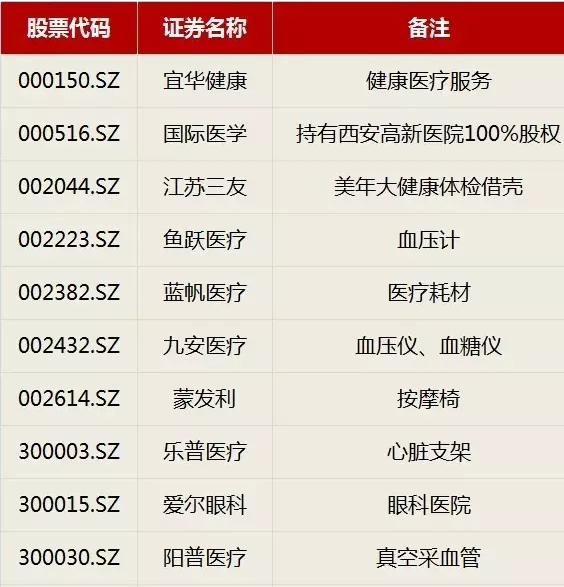 股票代码 证券名称 备注
000150.SZ 宜华健康 健康医疗服务
000516.SZ 国际医学 持有西安高新医院100%股权
002044.SZ 江苏三友 美年大健康体检借壳
002223.SZ 鱼跃医疗 血压计
002382.SZ 蓝帆医疗 医疗耗材
002432.SZ 九安医疗 血压仪、血糖仪
002614.SZ 蒙发利 按摩椅
300003.SZ 乐普医疗 心脏支架
300015.SZ 爱尔眼科 眼科医院
300030.SZ 阳普医疗 真空采血管